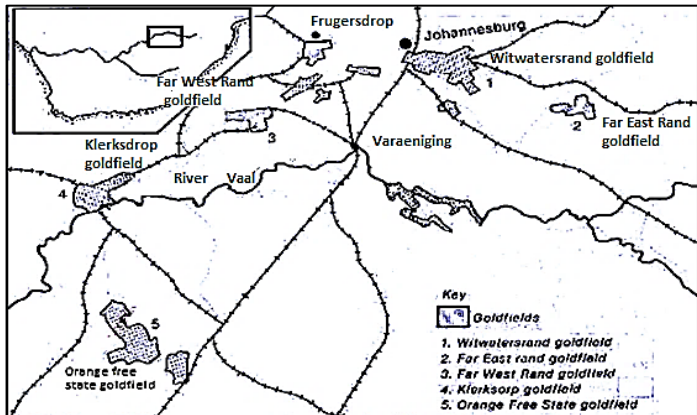 Frugersdrop
Johannesburg
Witwatersrand goldfield
1
Far West Rand
goldfield
2
Far East Rand
goldfield
3
Klerksdrop
goldfield
4
River Vaal
Varaeniging
5
Orange free
state goldfield
Key
Goldfields
1. Witwatersrand goldfield
2. Far East rand goldfield
3. Far West Rand goldfield
4. Klerksorp goldfield
5. Orange Free State goldfield